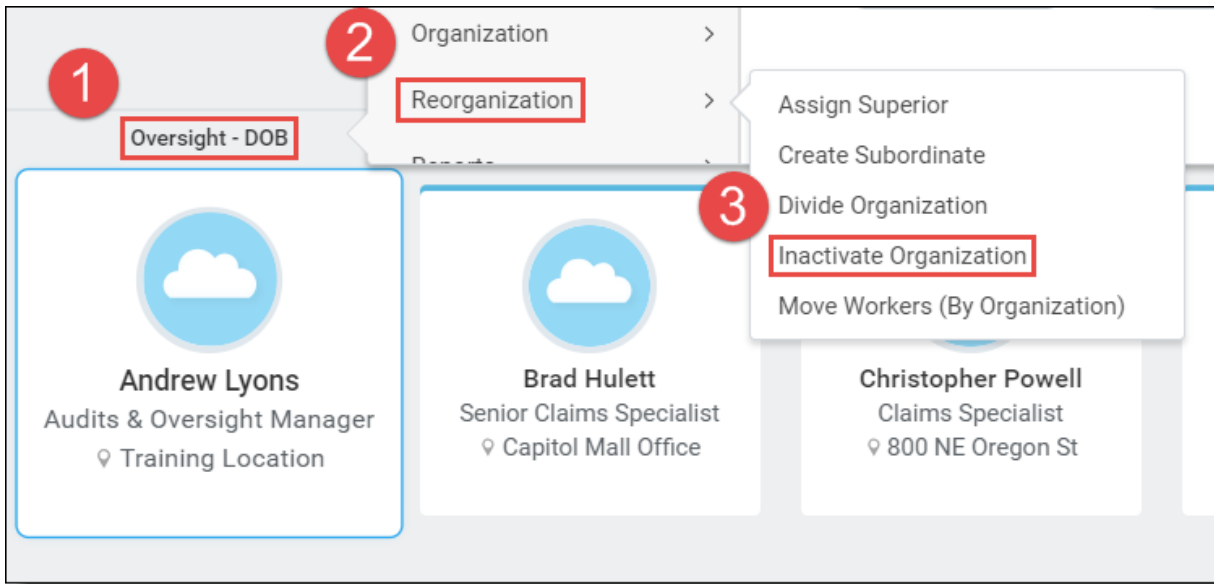 2
Organization
1
Reorganization
Assign Superior
Oversight - DOB
Create Subordinate
Reports
3
Divide Organization
Inactivate Organization
Move Workers (By Organization)
Andrew Lyons
Audits & Oversight Manager
Training Location
Brad Hulett
Senior Claims Specialist
Capitol Mall Office
Christopher Powell
Claims Specialist
800 NE Oregon St